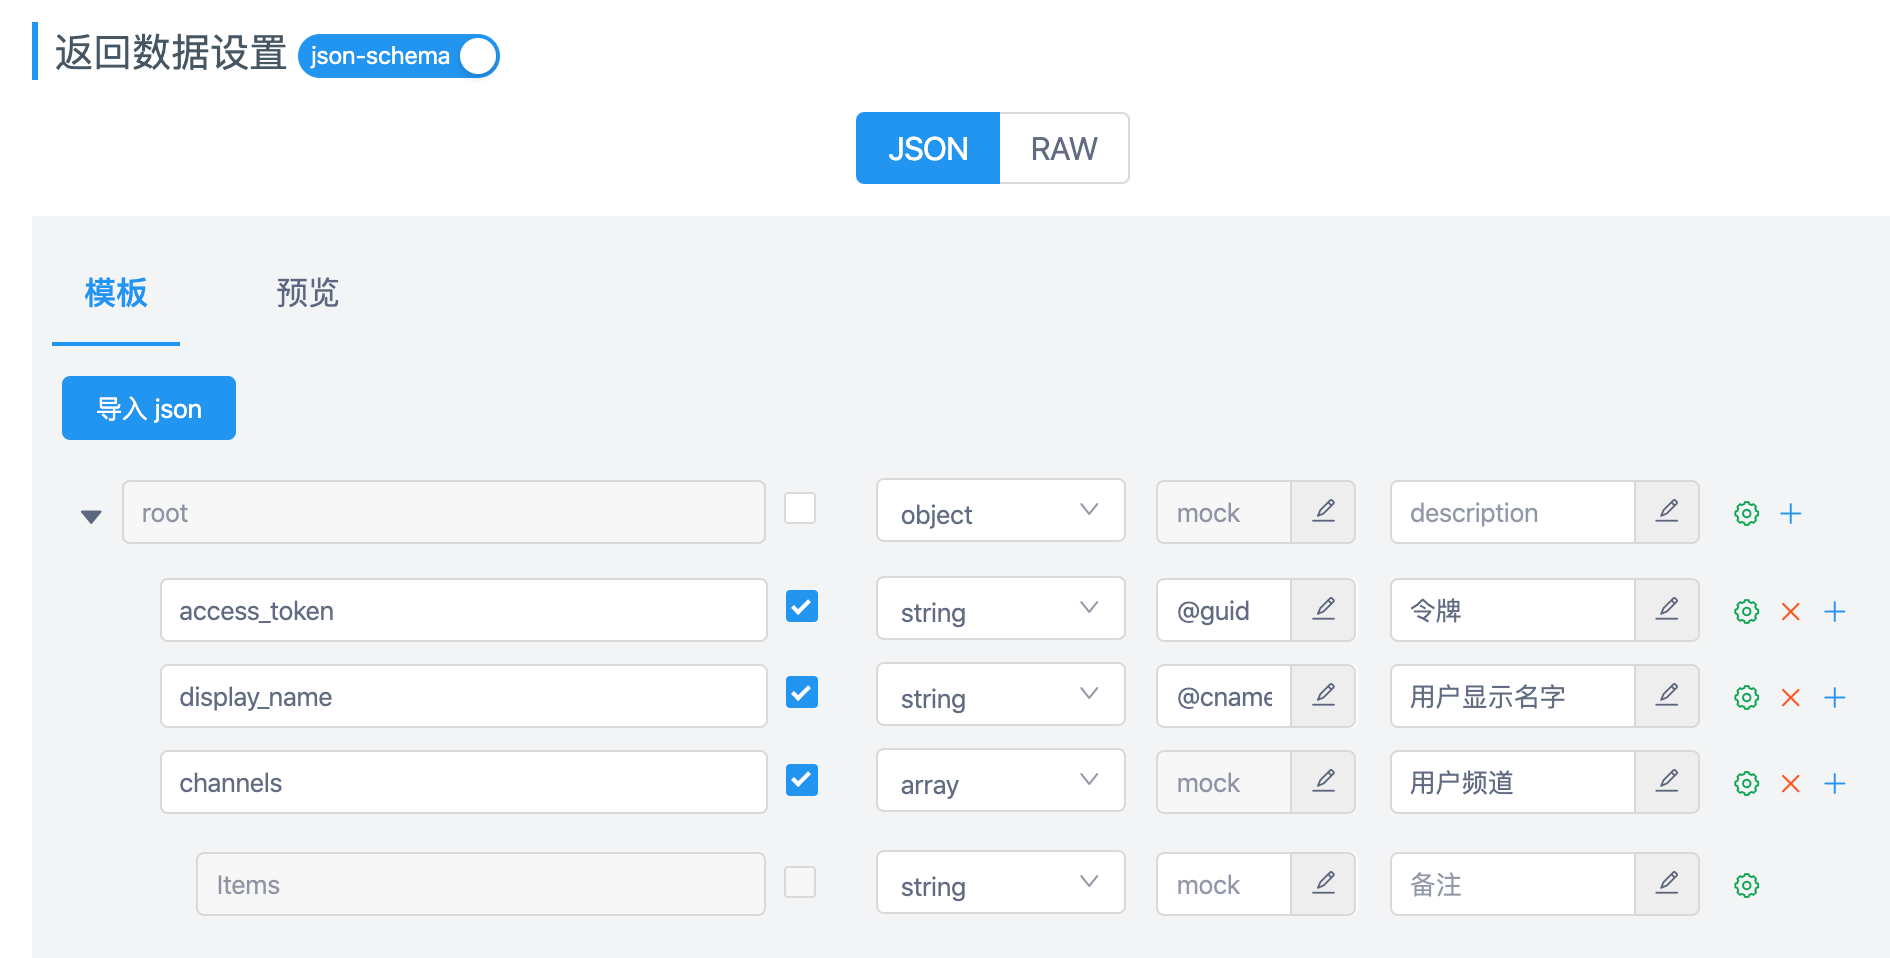 返回数据设置 json-schema
JSON RAW
模板 预览
导入 json
root object mock description
access_token string @guid 令牌
display_name string @cname 用户显示名字
channels array mock 用户频道
Items string mock 备注